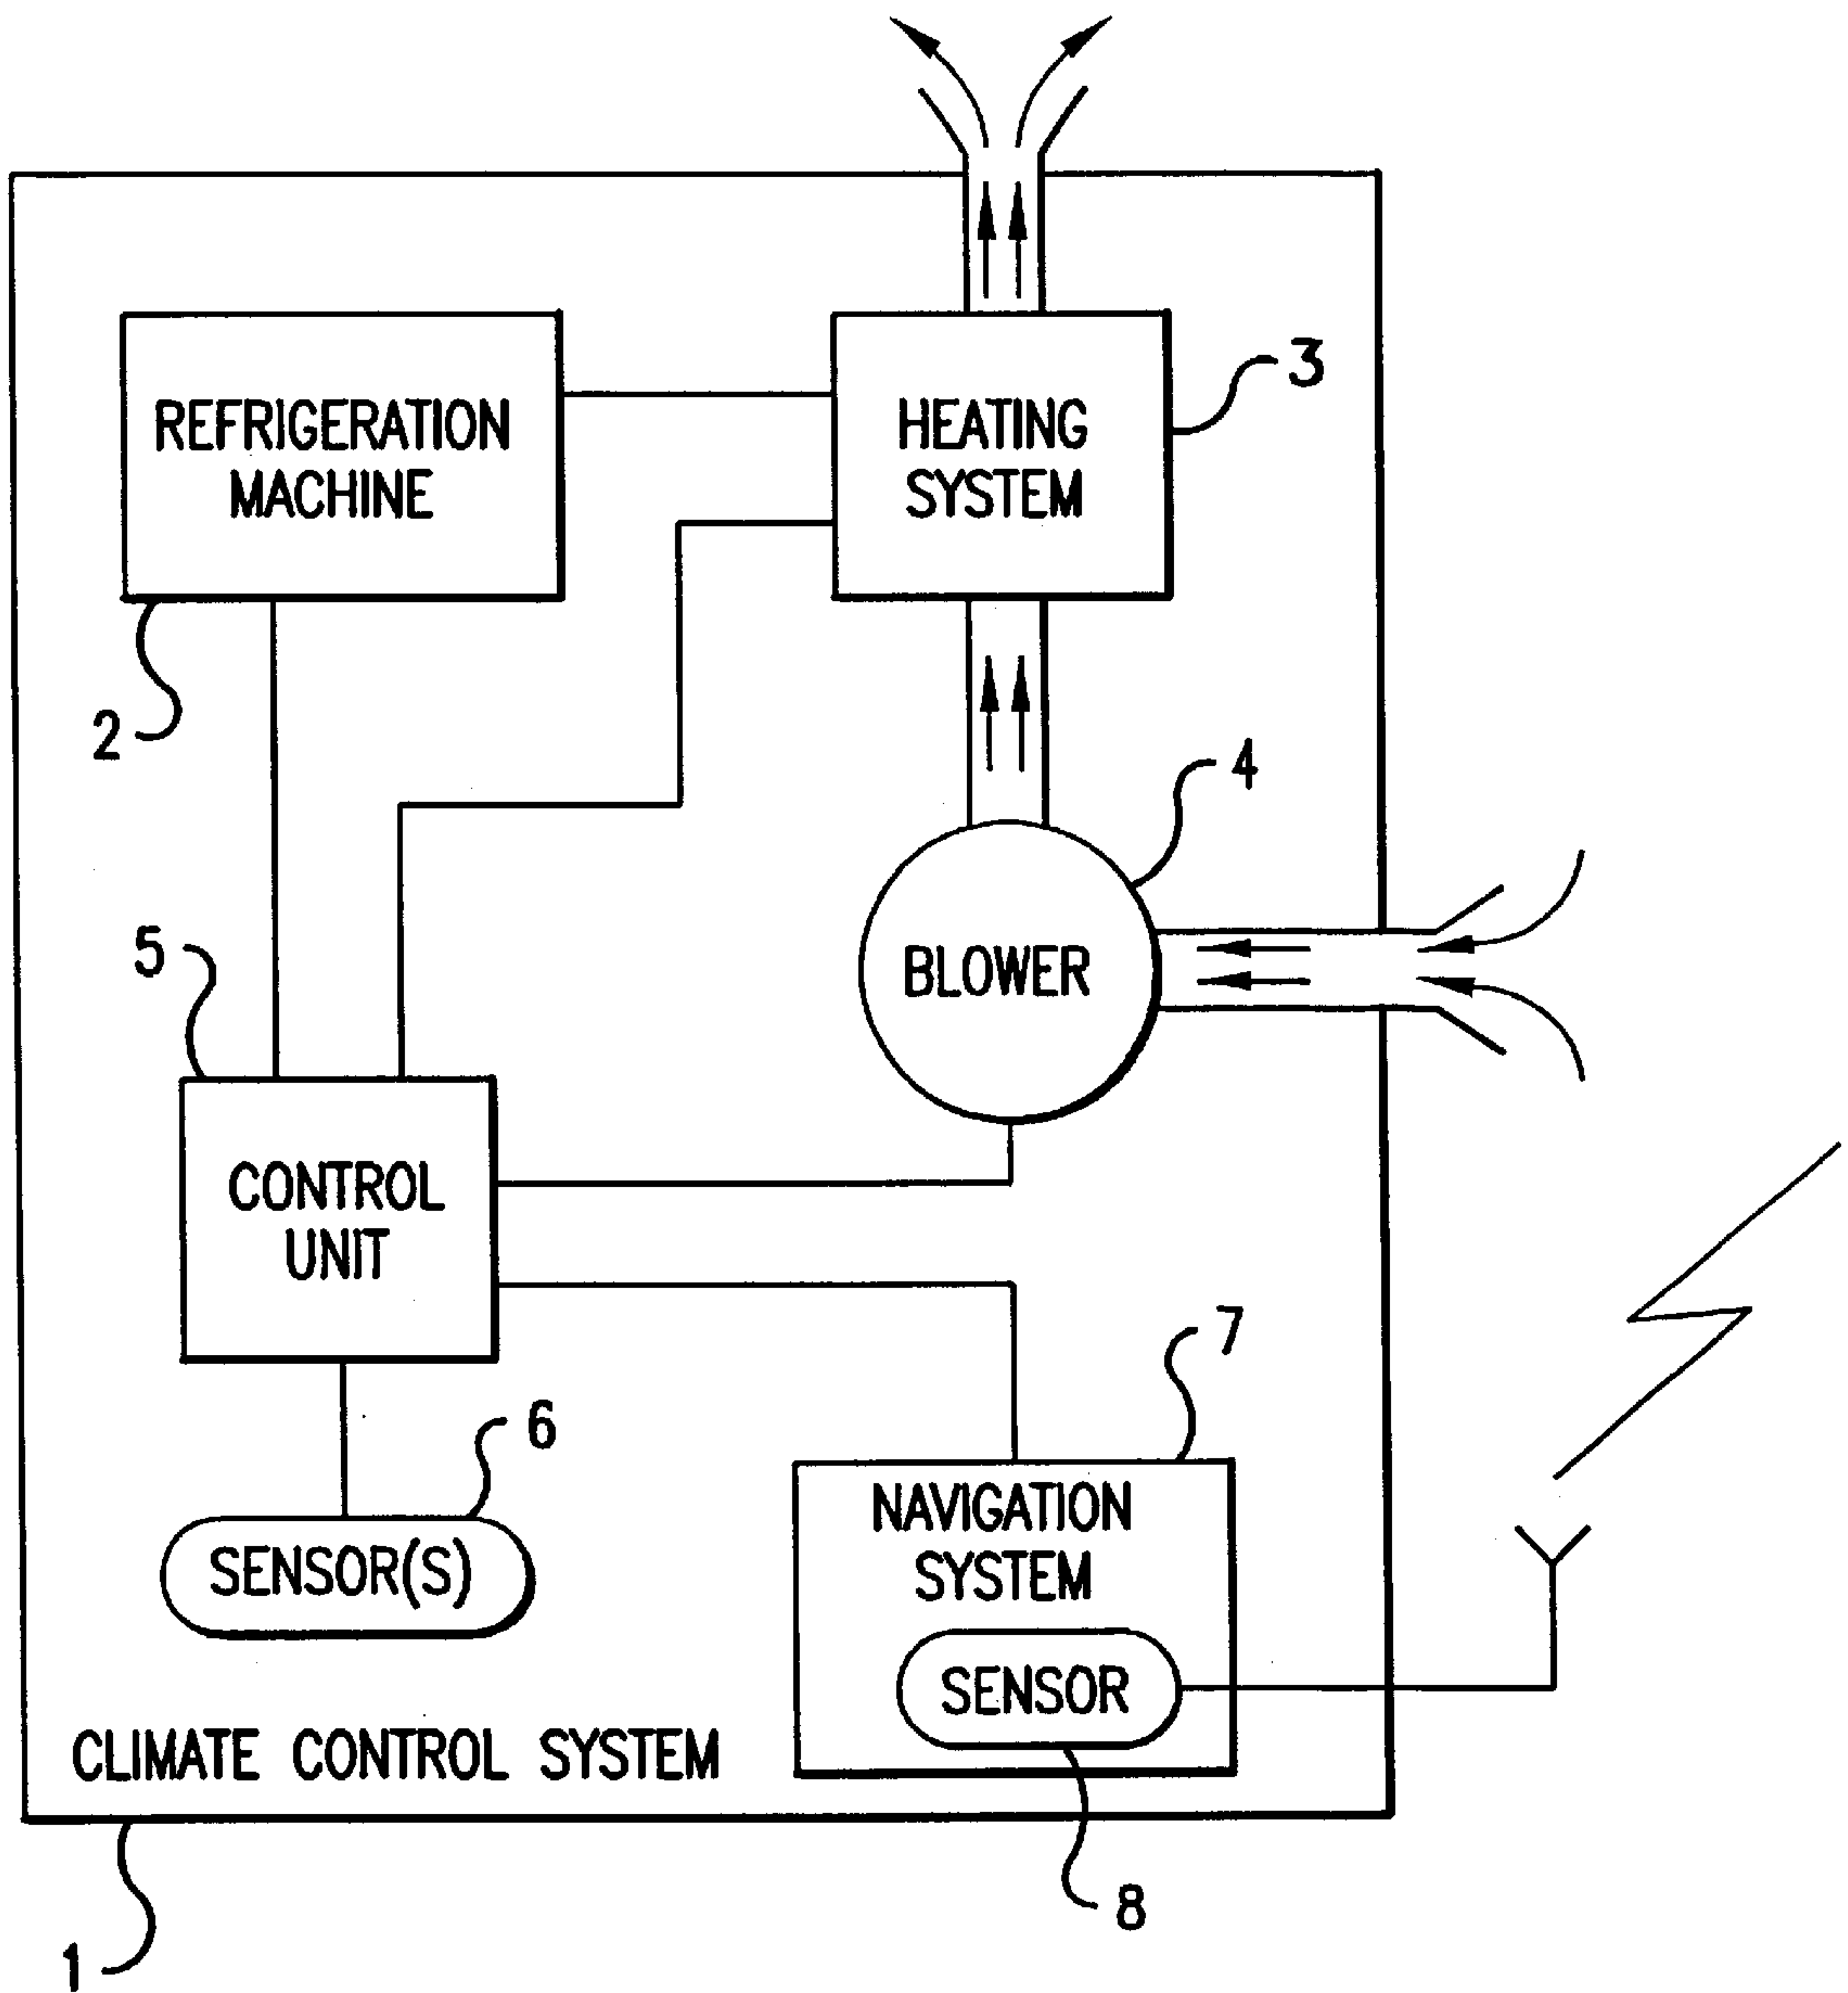 REFRIGERATION
MACHINE
HEATING
SYSTEM
3
2
4
BLOWER
5
CONTROL
UNIT
7
6
NAVIGATION
SYSTEM
SENSOR(S)
SENSOR
CLIMATE CONTROL SYSTEM
8
1